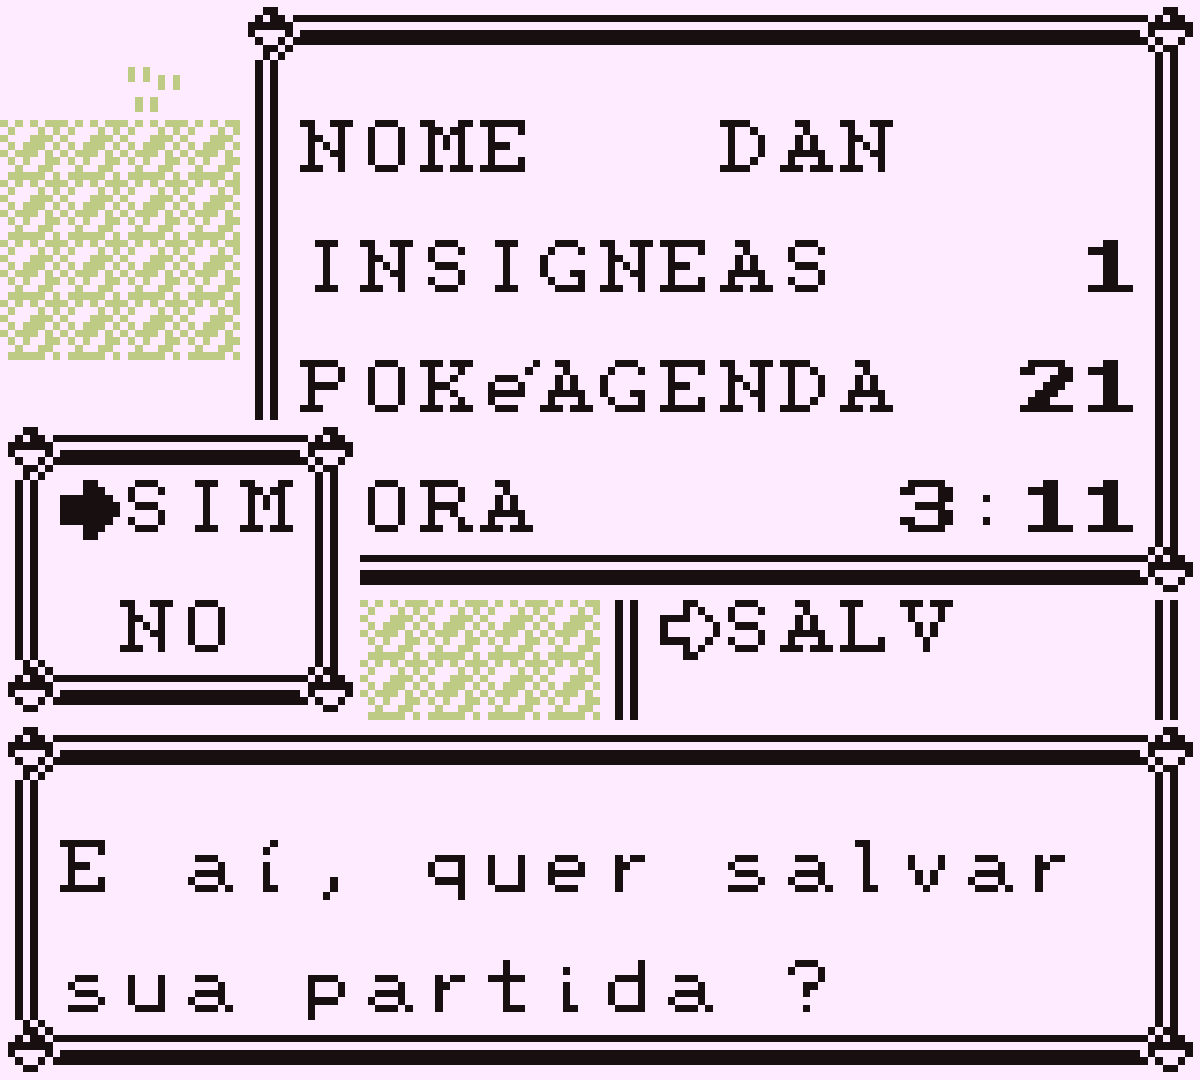 NOME DAN
INSIGNEAS 1
POKéAGENDA 21
ORA 3:11
SIM
NO
SALV
E aí, quer salvar
sua partida ?